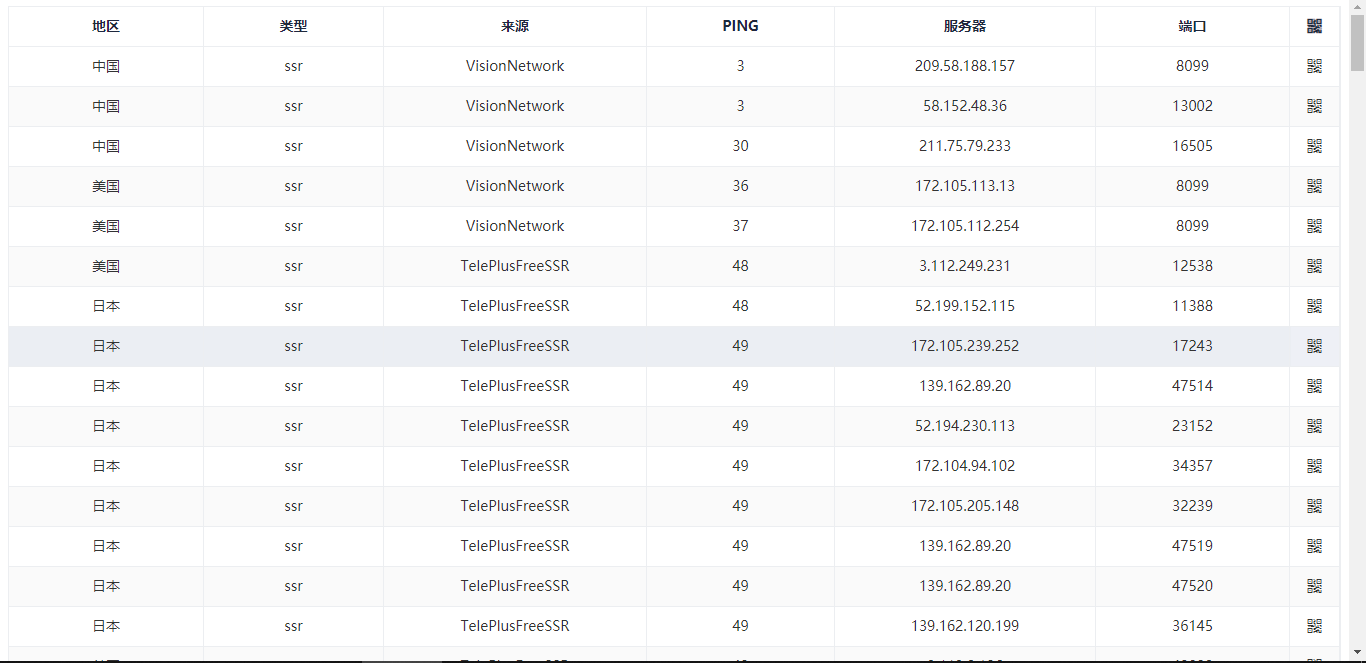 地区 类型 来源 PING 服务器 端口
中国 ssr VisionNetwork 3 209.58.188.157 8099
中国 ssr VisionNetwork 3 58.152.48.36 13002
中国 ssr VisionNetwork 30 211.75.79.233 16505
美国 ssr VisionNetwork 36 172.105.113.13 8099
美国 ssr VisionNetwork 37 172.105.112.254 8099
美国 ssr TelePlusFreeSSR 48 3.112.249.231 12538
日本 ssr TelePlusFreeSSR 48 52.199.152.115 11388
日本 ssr TelePlusFreeSSR 49 172.105.239.252 17243
日本 ssr TelePlusFreeSSR 49 139.162.89.20 47514
日本 ssr TelePlusFreeSSR 49 52.194.230.113 23152
日本 ssr TelePlusFreeSSR 49 172.104.94.102 34357
日本 ssr TelePlusFreeSSR 49 172.105.205.148 32239
日本 ssr TelePlusFreeSSR 49 139.162.89.20 47519
日本 ssr TelePlusFreeSSR 49 139.162.89.20 47520
日本 ssr TelePlusFreeSSR 49 139.162.120.199 36145